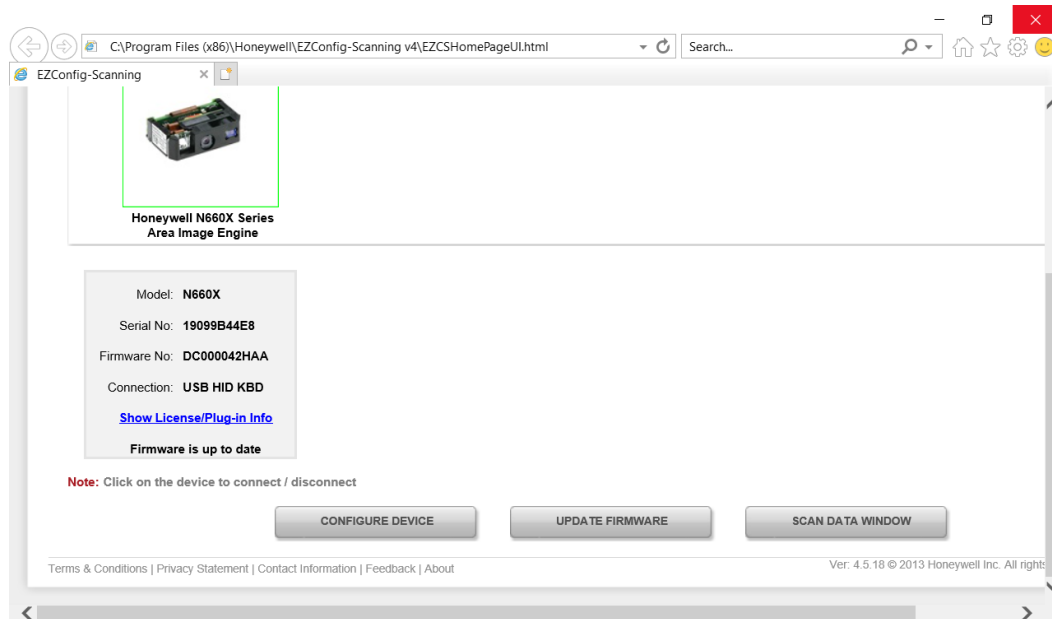 C:\Program Files (x86)\Honeywell\EZConfig-Scanning v4\EZCSHomePageUI.html
Search...
EZConfig-Scanning
Honeywell N660X Series
Area Image Engine
Model: N660X
Serial No: 19099B44E8
Firmware No: DC000042HAA
Connection: USB HID KBD
Show License/Plug-in Info
Firmware is up to date
Note: Click on the device to connect / disconnect
CONFIGURE DEVICE
UPDATE FIRMWARE
SCAN DATA WINDOW
Terms & Conditions | Privacy Statement | Contact Information | Feedback | About
Ver: 4.5.18 © 2013 Honeywell Inc. All rights